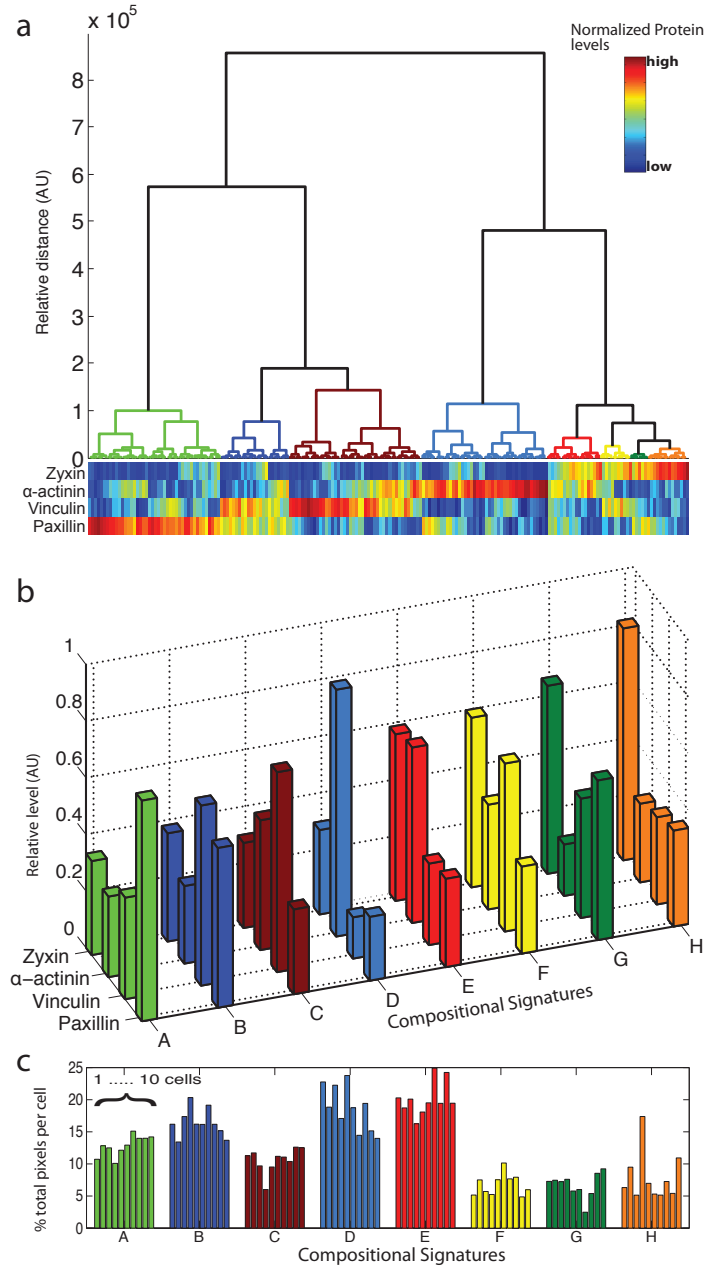 a
x 10⁵
Normalized Protein
levels
high
low
Relative distance (AU)
8
7
6
5
4
3
2
1
0
Zyxin
α-actinin
Vinculin
Paxillin
b
Relative level (AU)
1
0.8
0.6
0.4
0.2
0
Zyxin
α−actinin
Vinculin
Paxillin
A
B
C
D
E
F
G
H
Compositional Signatures
c
1 ..... 10 cells
% total pixels per cell
25
20
15
10
5
0
A
B
C
D
E
F
G
H
Compositional Signatures